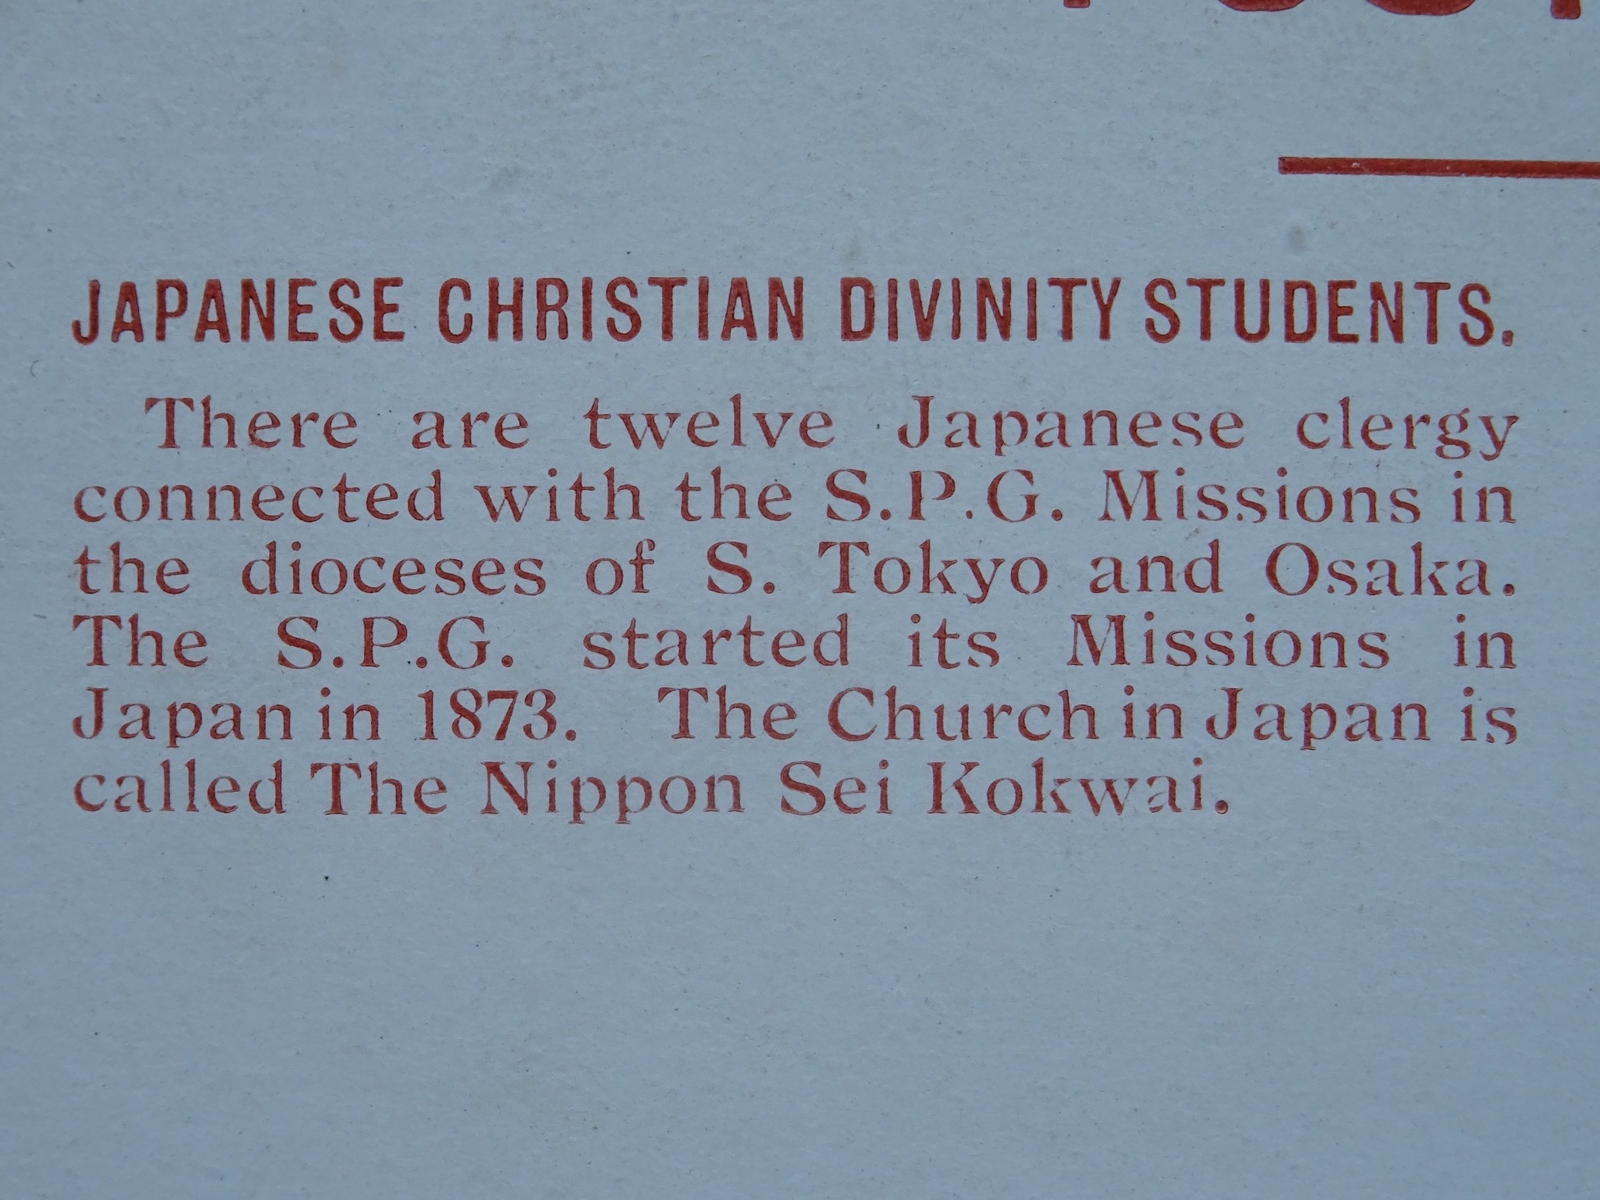 JAPANESE CHRISTIAN DIVINITY STUDENTS.
There are twelve Japanese clergy
connected with the S.P.G. Missions in
the dioceses of S. Tokyo and Osaka.
The S.P.G. started its Missions in
Japan in 1873. The Church in Japan is
called The Nippon Sei Kokwai.